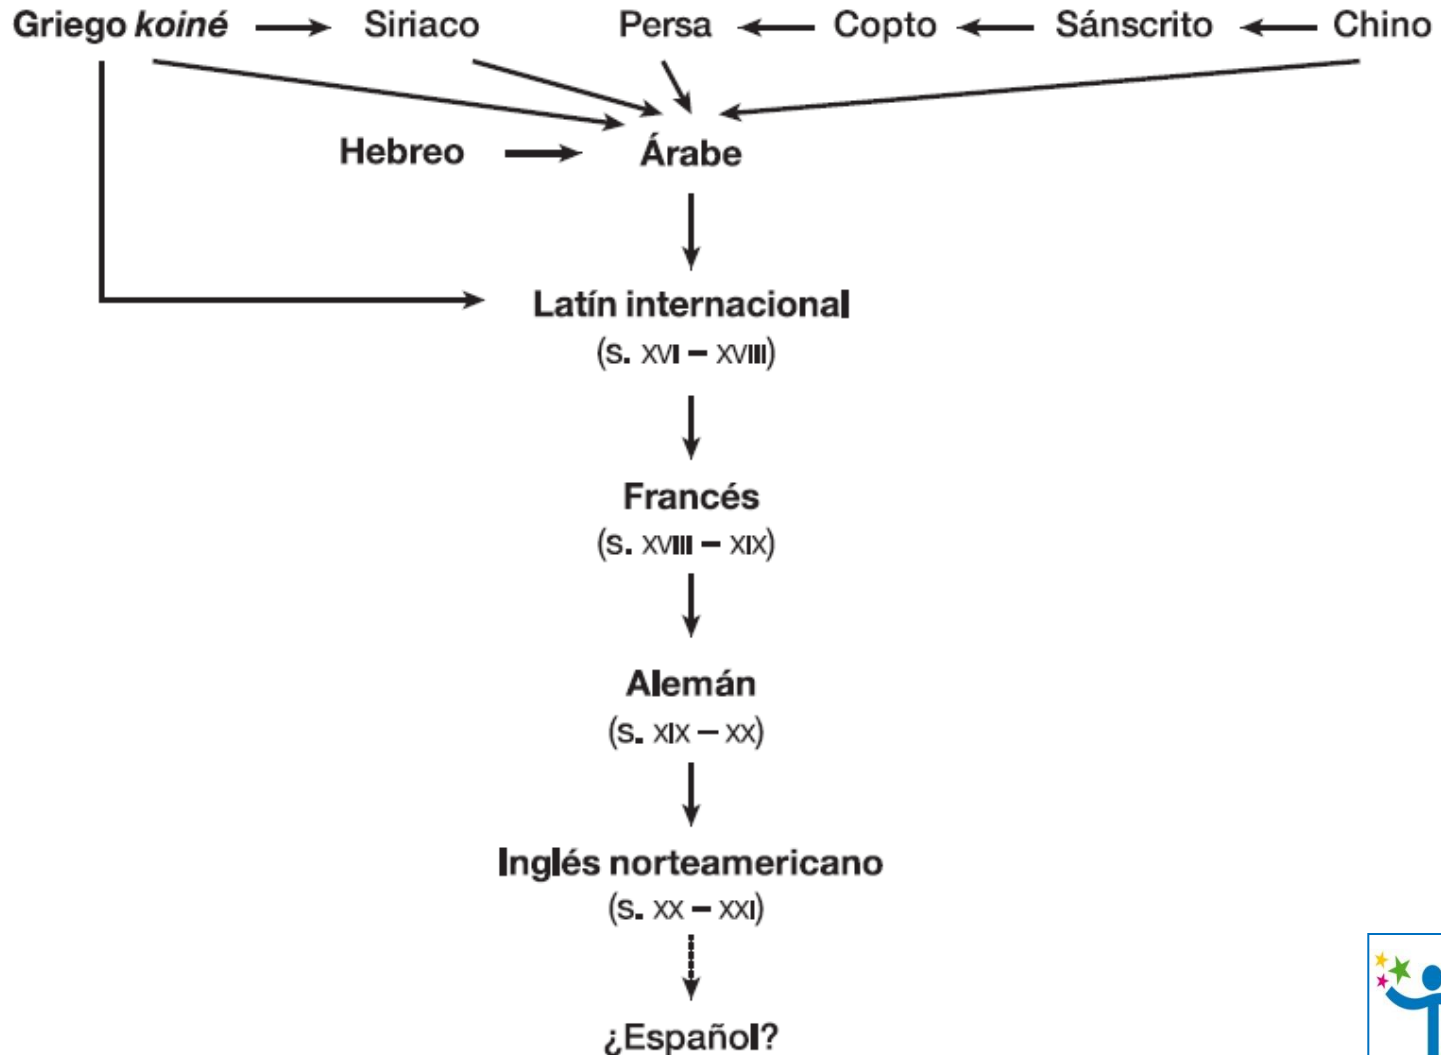 Griego koiné Siriaco Persa Copto Sánscrito Chino
Hebreo Árabe
Latín internacional
(s. XVI – XVIII)
Francés
(s. XVIII – XIX)
Alemán
(s. XIX – XX)
Inglés norteamericano
(s. XX – XXI)
¿Español?